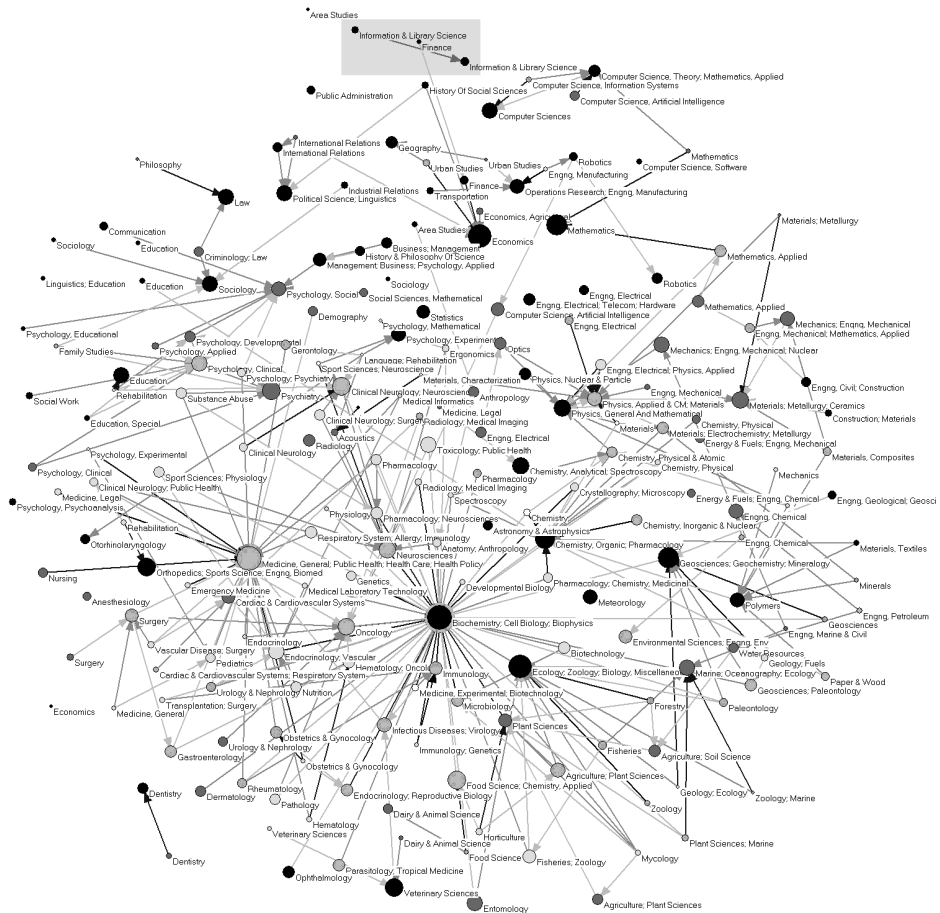 Area Studies
Information & Library Science
Finance
Information & Library Science
Computer Science, Theory; Mathematics, Applied
History Of Social Sciences
Computer Science, Information Systems
Public Administration
Computer Science, Artificial Intelligence
Computer Sciences
International Relations
International Relations
Geography
Mathematics
Philosophy
Urban Studies
Urban Studies
Robotics
Computer Science, Software
Engng, Manufacturing
Industrial Relations
Finance
Transportation
Operations Research; Engng, Manufacturing
Law
Political Science; Linguistics
Economics, Agricultural
Materials; Metallurgy
Communication
Area Studies
Mathematics
Sociology
Education
Economics
Business; Management
Criminology; Law
History & Philosophy Of Science
Mathematics, Applied
Management; Business; Psychology, Applied
Linguistics; Education
Education
Sociology
Sociology
Robotics
Psychology, Social
Social Sciences, Mathematical
Engng, Electrical
Engng, Electrical; Telecom; Hardware
Mathematics, Applied
Demography
Statistics
Computer Science, Artificial Intelligence
Engng, Electrical
Mechanics; Engng, Mechanical
Psychology, Educational
Psychology, Mathematical
Engng, Mechanical; Mathematics, Applied
Psychology, Developmental
Psychology, Experimental
Family Studies
Psychology, Applied
Gerontology
Ergonomics
Optics
Mechanics; Engng, Mechanical; Nuclear
Language; Rehabilitation
Psychology, Clinical
Sport Sciences; Neuroscience
Engng, Electrical; Physics, Applied
Education
Psychology; Psychiatry
Materials, Characterization
Physics, Nuclear & Particle
Engng, Civil; Construction
Rehabilitation
Substance Abuse
Psychiatry
Clinical Neurology; Neuroscience
Anthropology
Engng, Mechanical
Social Work
Medical Informatics
Physics, Applied & CM; Materials
Materials; Metallurgy; Ceramics
Education, Special
Clinical Neurology; Surgery
Medicine, Legal
Radiology; Medical Imaging
Physics, General And Mathematical
Construction; Materials
Acoustics
Engng, Electrical
Materials
Chemistry, Physical
Materials; Electrochemistry; Metallurgy
Radiology
Toxicology; Public Health
Energy & Fuels; Engng, Mechanical
Psychology, Experimental
Clinical Neurology
Chemistry, Physical & Atomic
Materials, Composites
Psychology, Clinical
Pharmacology
Chemistry, Analytical; Spectroscopy
Chemistry, Physical
Sport Sciences; Physiology
Pharmacology
Mechanics
Clinical Neurology; Public Health
Radiology; Medical Imaging
Crystallography; Microscopy
Medicine, Legal
Spectroscopy
Energy & Fuels; Engng, Chemical
Engng, Geological; Geosci
Psychology, Psychoanalysis
Physiology
Pharmacology; Neurosciences
Chemistry
Engng, Chemical
Rehabilitation
Astronomy & Astrophysics
Chemistry, Inorganic & Nuclear
Otorhinolaryngology
Respiratory System; Allergy; Immunology
Anatomy; Anthropology
Chemistry, Organic; Pharmacology
Engng, Chemical
Materials, Textiles
Neurosciences
Medicine, General; Public Health; Health Care; Health Policy
Geosciences; Geochemistry; Mineralogy
Orthopedics; Sports Science; Engng, Biomed
Nursing
Genetics
Pharmacology; Chemistry, Medicinal
Minerals
Emergency Medicine
Medical Laboratory Technology
Developmental Biology
Anesthesiology
Cardiac & Cardiovascular Systems
Meteorology
Polymers
Engng, Petroleum
Surgery
Oncology
Biochemistry; Cell Biology; Biophysics
Geosciences
Engng, Marine & Civil
Endocrinology
Environmental Sciences; Engng, Env
Vascular Disease; Surgery
Endocrinology; Vascular
Biotechnology
Water Resources
Surgery
Pediatrics
Hematology; Oncology
Immunology
Ecology; Zoology; Biology, Miscellaneous
Geology; Fuels
Cardiac & Cardiovascular Systems; Respiratory System
Marine; Oceanography; Ecology
Paper & Wood
Urology & Nephrology
Nutrition
Medicine, Experimental; Biotechnology
Geosciences; Paleontology
Transplantation; Surgery
Economics
Medicine, General
Microbiology
Forestry
Paleontology
Plant Sciences
Obstetrics & Gynocology
Infectious Diseases; Virology
Urology & Nephrology
Immunology; Genetics
Fisheries
Agriculture; Soil Science
Gasteroenterology
Obstetrics & Gynocology
Agriculture; Plant Sciences
Dentistry
Rheumatology
Food Science; Chemistry, Applied
Geology; Ecology
Zoology; Marine
Dermatology
Pathology
Endocrinology; Reproductive Biology
Zoology
Dairy & Animal Science
Hematology
Veterinary Sciences
Horticulture
Plant Sciences; Marine
Dairy & Animal Science
Dentistry
Food Science
Fisheries; Zoology
Mycology
Ophthalmology
Parasitology; Tropical Medicine
Veterinary Sciences
Entomology
Agriculture; Plant Sciences